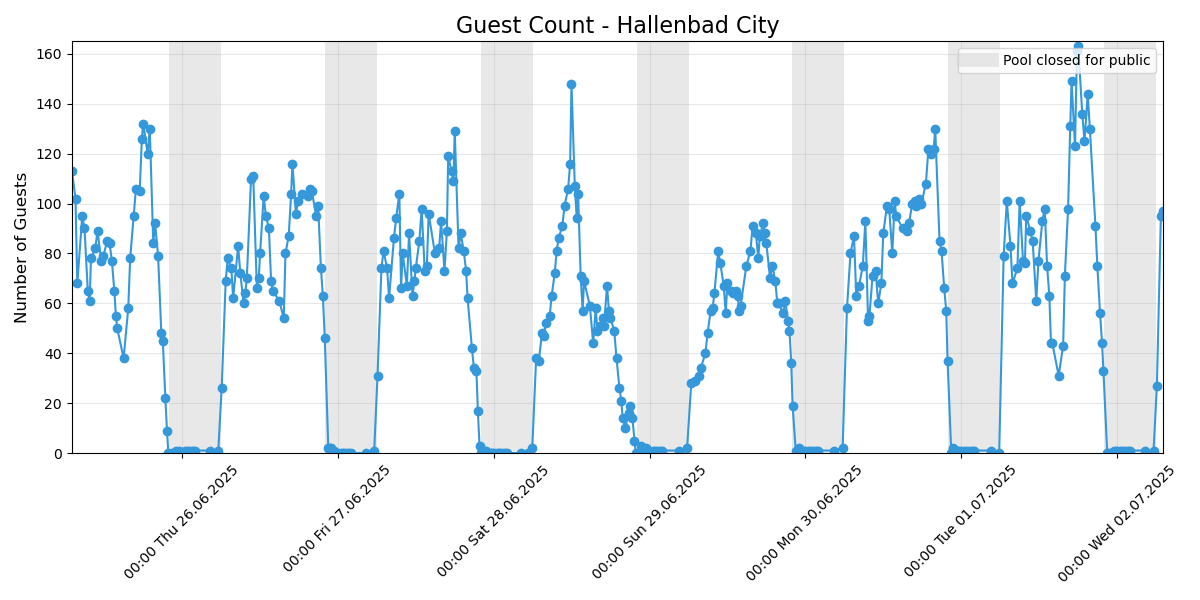 Guest Count - Hallenbad City
Pool closed for public
Number of Guests
160
140
120
100
80
60
40
20
0
00:00 Thu 26.06.2025
00:00 Fri 27.06.2025
00:00 Sat 28.06.2025
00:00 Sun 29.06.2025
00:00 Mon 30.06.2025
00:00 Tue 01.07.2025
00:00 Wed 02.07.2025